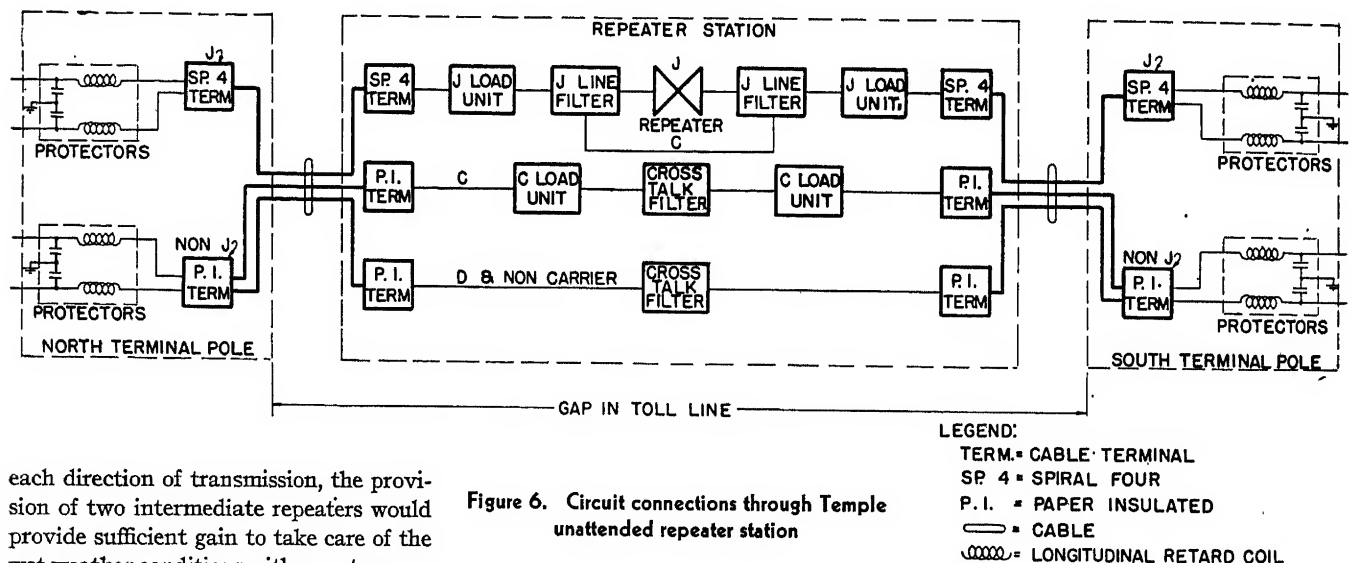 REPEATER STATION
J2
SP. 4
TERM
PROTECTORS
NON J2
P. I.
TERM
PROTECTORS
NORTH TERMINAL POLE
SP. 4
TERM
J LOAD
UNIT
J LINE
FILTER
J
REPEATER
C
J LINE
FILTER
J LOAD
UNIT.
SP. 4
TERM
P.I.
TERM
C
C LOAD
UNIT
CROSS
TALK
FILTER
C LOAD
UNIT
P.I.
TERM
P. I.
TERM
D & NON CARRIER
CROSS
TALK
FILTER
P.I.
TERM
J2
SP. 4
TERM
PROTECTORS
NON J2
P. I.
TERM
PROTECTORS
SOUTH TERMINAL POLE
GAP IN TOLL LINE
LEGEND:
TERM.= CABLE TERMINAL
SP. 4 = SPIRAL FOUR
P. I. = PAPER INSULATED
= CABLE
= LONGITUDINAL RETARD COIL
Figure 6. Circuit connections through Temple
unattended repeater station
each direction of transmission, the provi-
sion of two intermediate repeaters would
provide sufficient gain to take care of the